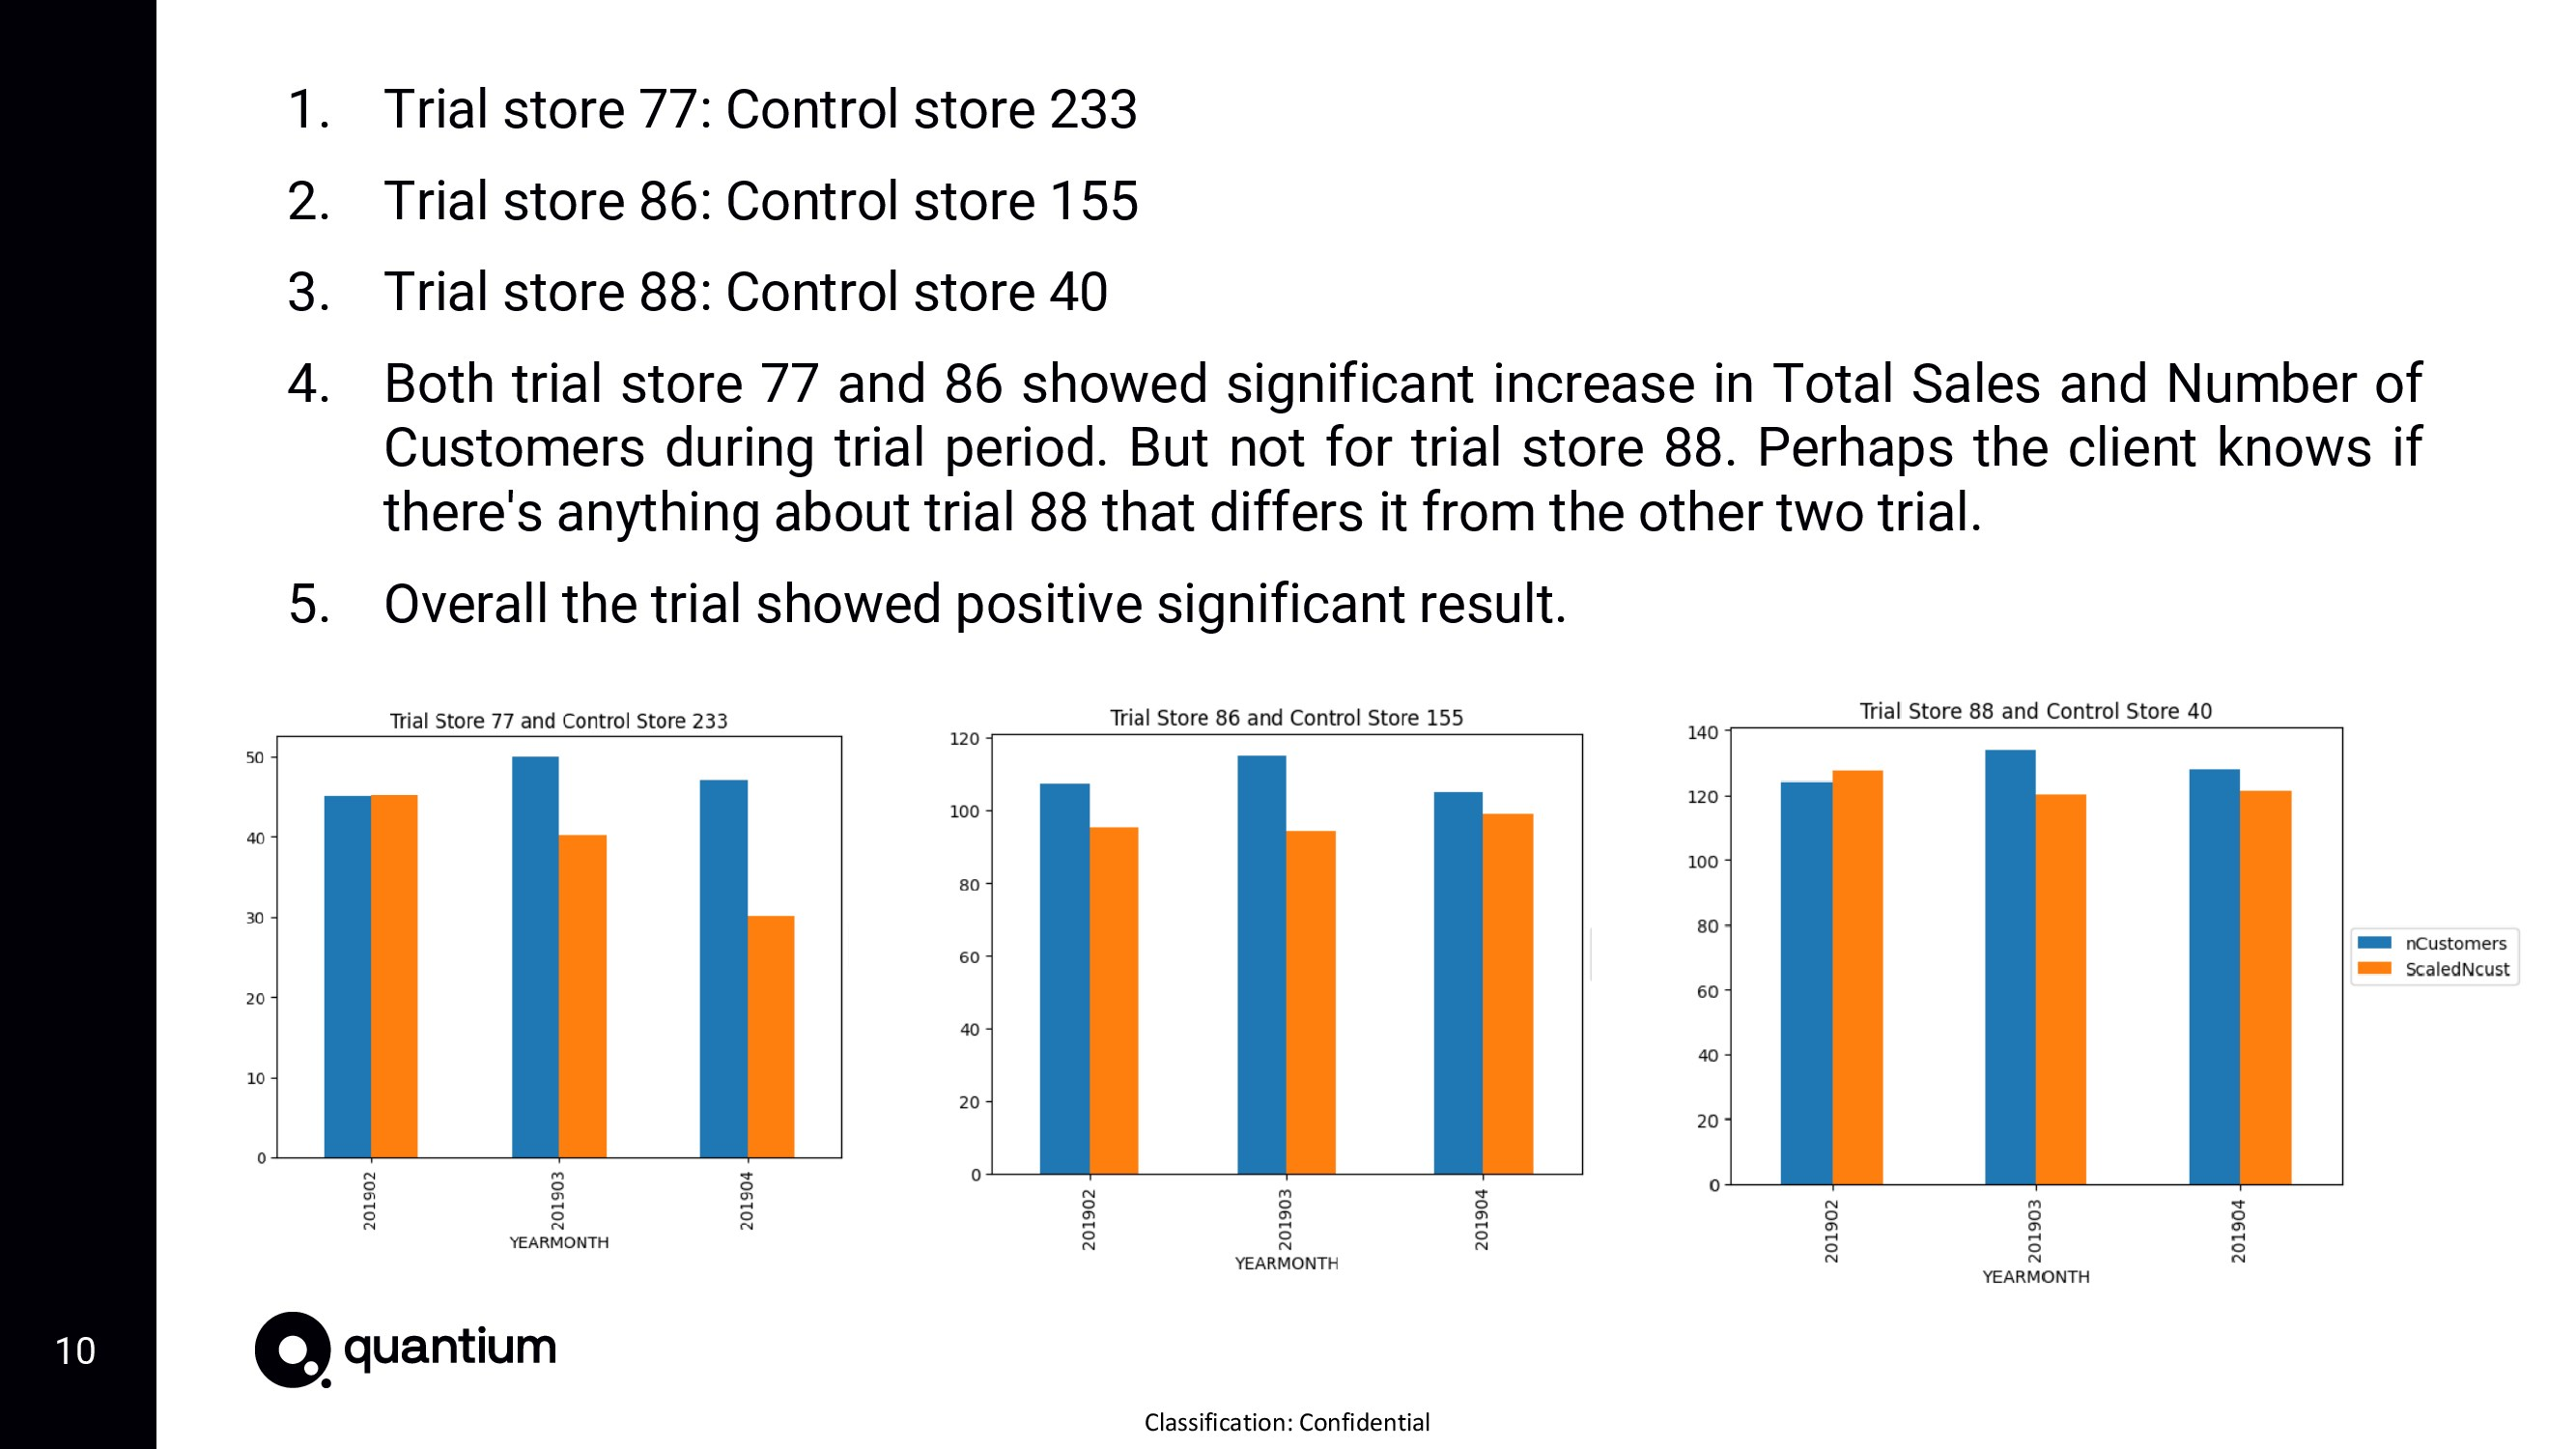 1. Trial store 77: Control store 233
2. Trial store 86: Control store 155
3. Trial store 88: Control store 40
4. Both trial store 77 and 86 showed significant increase in Total Sales and Number of
Customers during trial period. But not for trial store 88. Perhaps the client knows if
there's anything about trial 88 that differs it from the other two trial.
5. Overall the trial showed positive significant result.
Trial Store 77 and Control Store 233
50
40
30
20
10
0
201902
201903
201904
YEARMONTH
Trial Store 86 and Control Store 155
120
100
80
60
40
20
0
201902
201903
201904
YEARMONTH
Trial Store 88 and Control Store 40
140
120
100
80
60
40
20
0
201902
201903
201904
YEARMONTH
nCustomers
ScaledNcust
10
quantium
Classification: Confidential